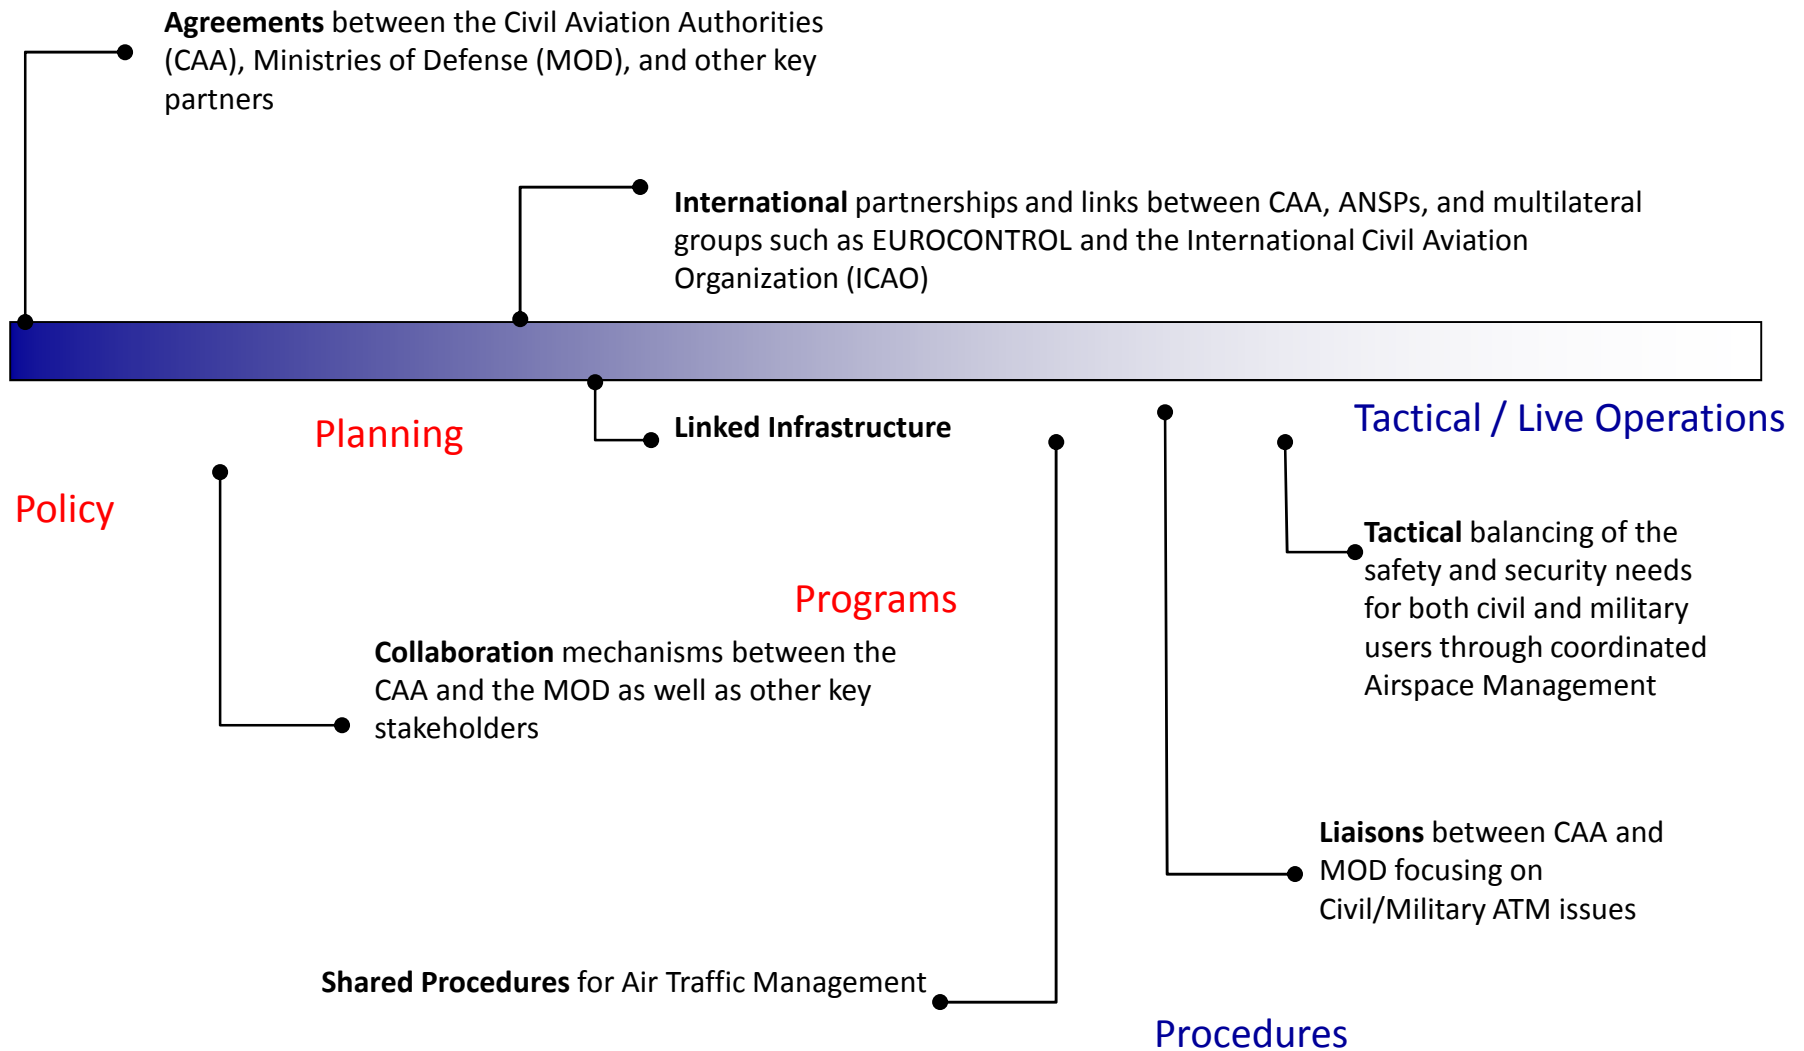 Agreements between the Civil Aviation Authorities
(CAA), Ministries of Defense (MOD), and other key
partners
International partnerships and links between CAA, ANSPs, and multilateral
groups such as EUROCONTROL and the International Civil Aviation
Organization (ICAO)
Planning
Linked Infrastructure
Tactical / Live Operations
Policy
Tactical balancing of the
safety and security needs
for both civil and military
users through coordinated
Airspace Management
Programs
Collaboration mechanisms between the
CAA and the MOD as well as other key
stakeholders
Liaisons between CAA and
MOD focusing on
Civil/Military ATM issues
Shared Procedures for Air Traffic Management
Procedures